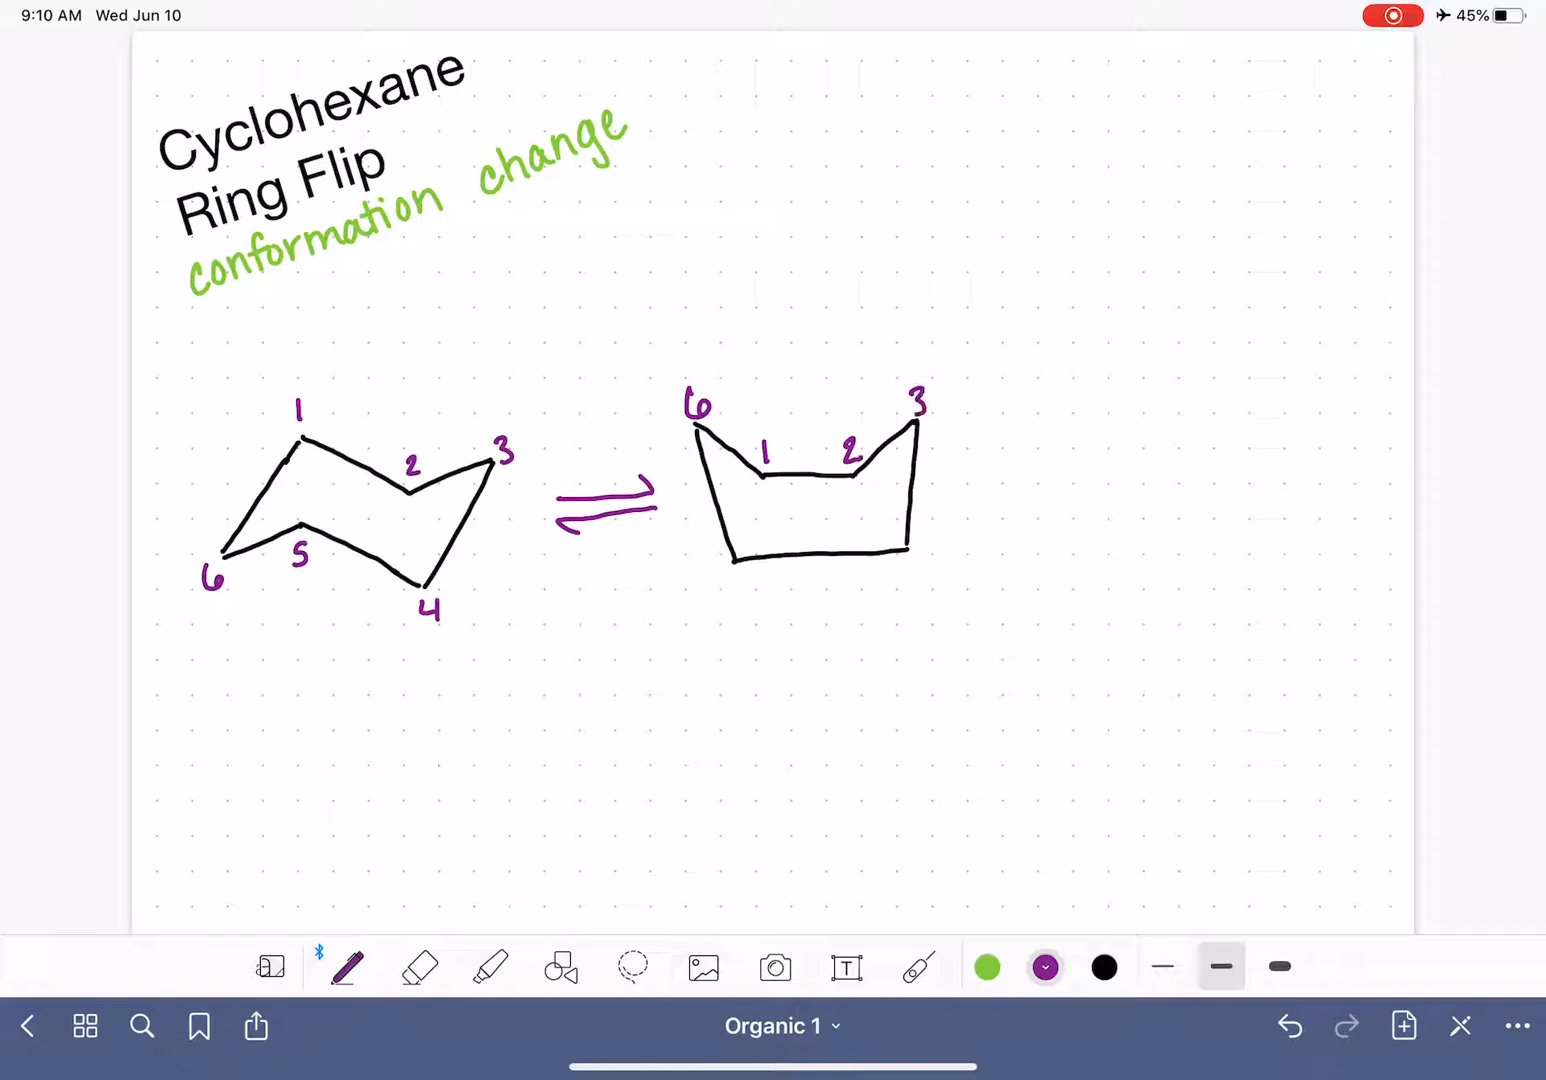 9:10 AM Wed Jun 10
45%
Cyclohexane
Ring Flip
conformation change
1
2
3
4
5
6
6
1
2
3
T
Organic 1